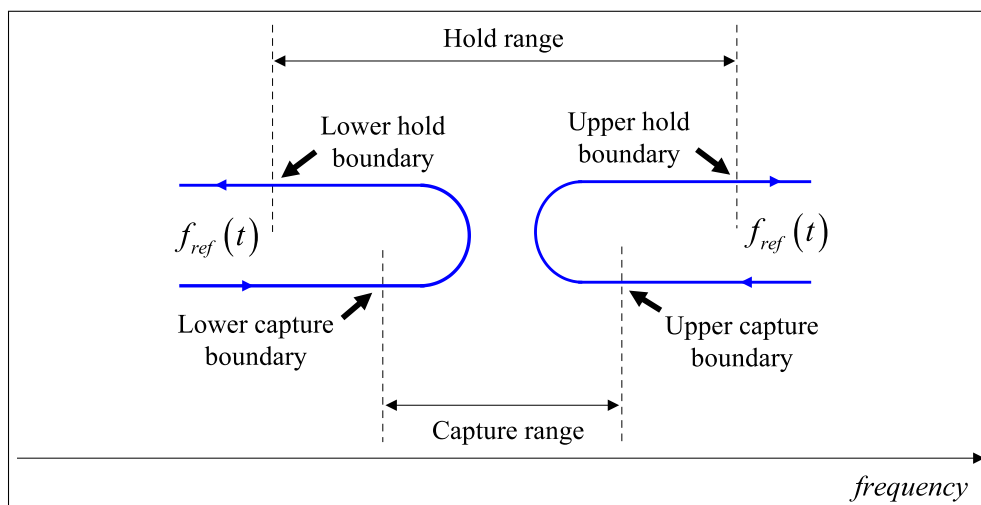 Hold range
Lower hold
boundary
Upper hold
boundary
f_ref (t)
f_ref (t)
Lower capture
boundary
Upper capture
boundary
Capture range
frequency